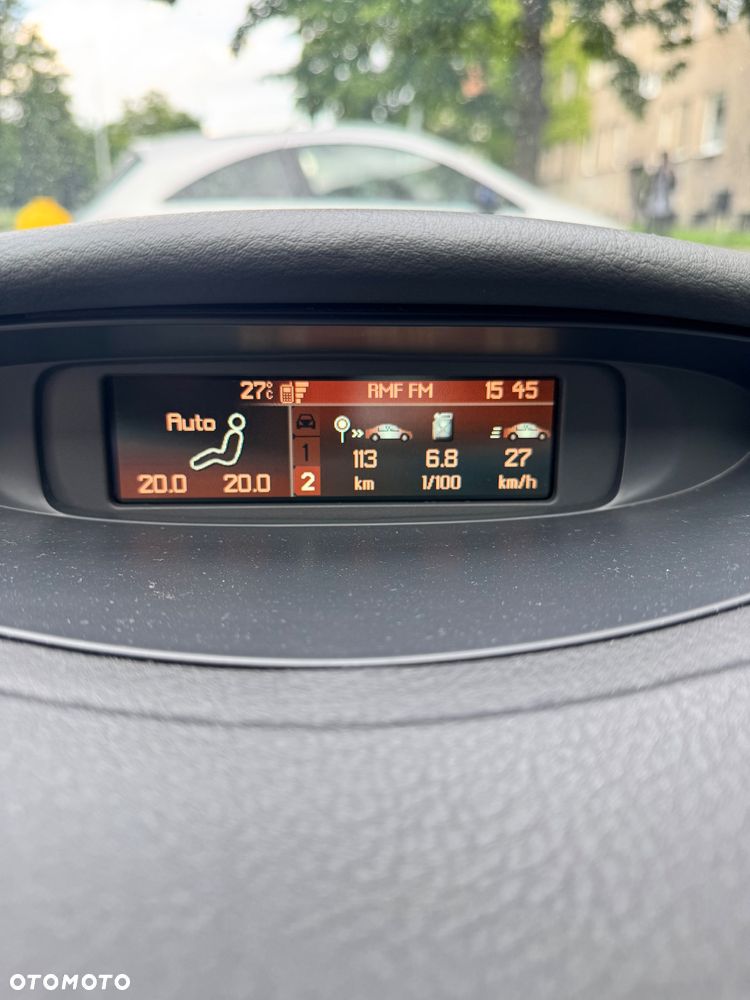 27°C RMF FM 15 45
Auto
1
113 6.8 27
20.0 20.0 2 km 1/100 km/h
OTOMOTO